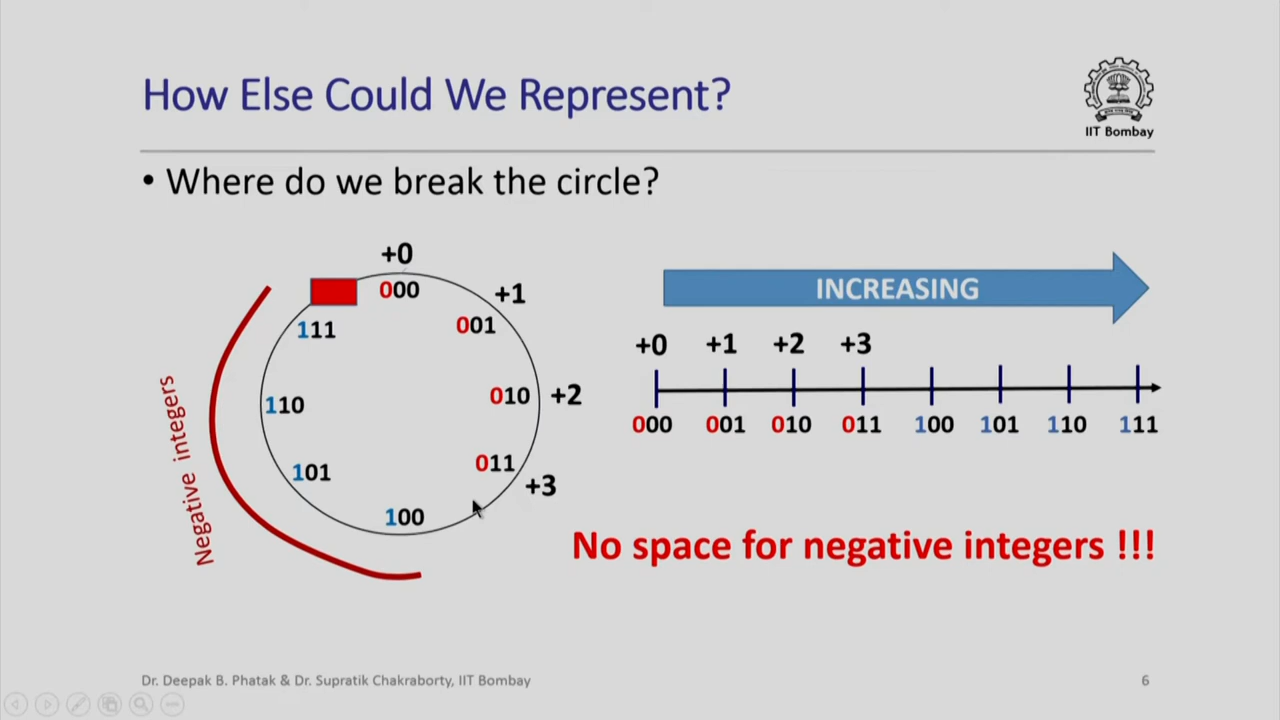 How Else Could We Represent?
IIT Bombay
• Where do we break the circle?
+0
000
+1
001
+2
010
+3
011
100
101
110
111
Negative integers
INCREASING
+0 +1 +2 +3
000 001 010 011 100 101 110 111
No space for negative integers !!!
Dr. Deepak B. Phatak & Dr. Supratik Chakraborty, IIT Bombay
6